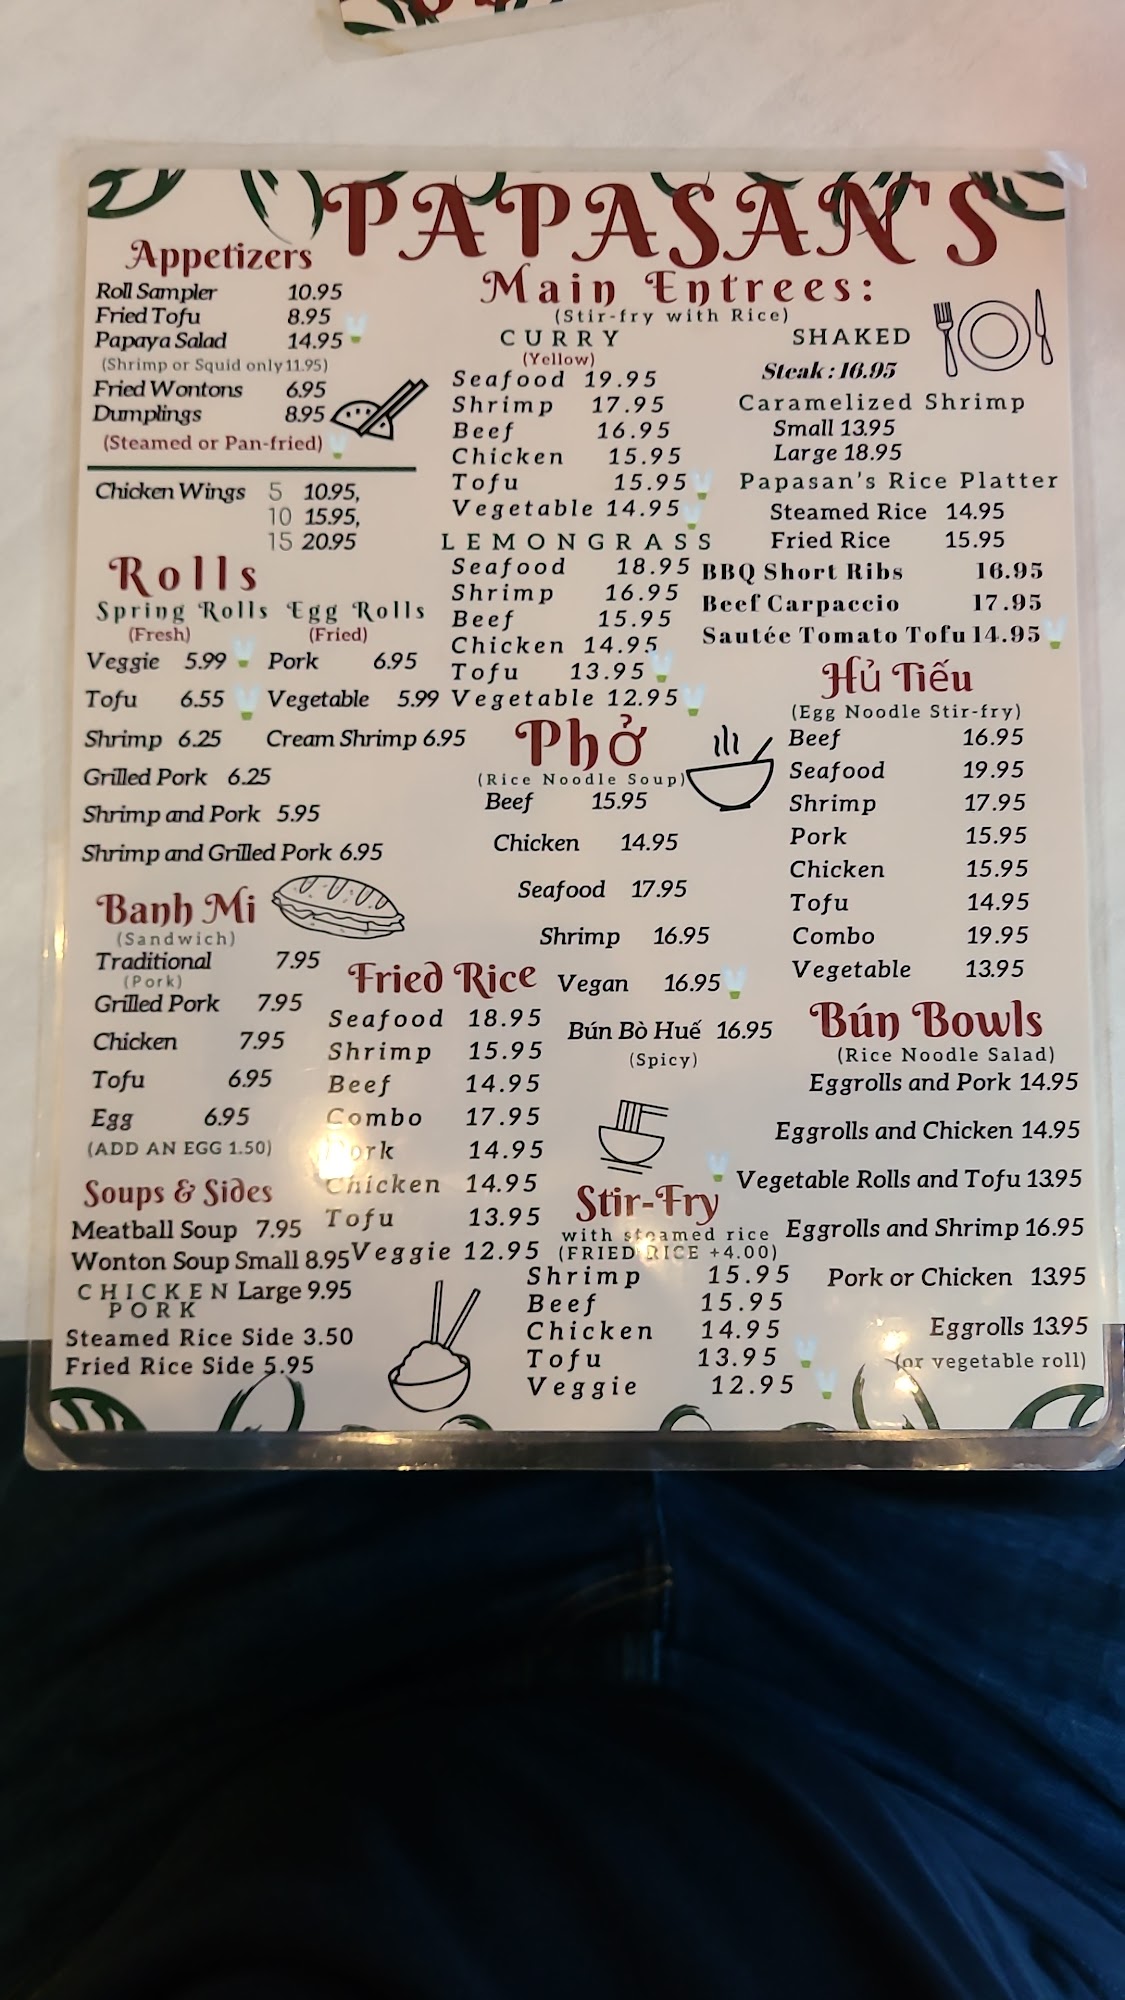 PAPASAN'S
Appetizers
Roll Sampler 10.95
Fried Tofu 8.95
Papaya Salad 14.95
(Shrimp or Squid only 11.95)
Fried Wontons 6.95
Dumplings 8.95
(Steamed or Pan-fried)
Chicken Wings 5 10.95,
10 15.95,
15 20.95
Rolls
Spring Rolls Egg Rolls
(Fresh) (Fried)
Veggie 5.99 Pork 6.95
Tofu 6.55 Vegetable 5.99
Shrimp 6.25 Cream Shrimp 6.95
Grilled Pork 6.25
Shrimp and Pork 5.95
Shrimp and Grilled Pork 6.95
Banh Mi
(Sandwich)
Traditional 7.95
(Pork)
Grilled Pork 7.95
Chicken 7.95
Tofu 6.95
Egg 6.95
(ADD AN EGG 1.50)
Soups & Sides
Meatball Soup 7.95
Wonton Soup Small 8.95
CHICKEN Large 9.95
PORK
Steamed Rice Side 3.50
Fried Rice Side 5.95
Main Entrees:
(Stir-fry with Rice)
CURRY
(Yellow)
Seafood 19.95
Shrimp 17.95
Beef 16.95
Chicken 15.95
Tofu 15.95
Vegetable 14.95
LEMONGRASS
Seafood 18.95
Shrimp 16.95
Beef 15.95
Chicken 14.95
Tofu 13.95
Vegetable 12.95
SHAKED
Steak : 16.95
Caramelized Shrimp
Small 13.95
Large 18.95
Papasan's Rice Platter
Steamed Rice 14.95
Fried Rice 15.95
BBQ Short Ribs 16.95
Beef Carpaccio 17.95
Sautée Tomato Tofu 14.95
Phở
(Rice Noodle Soup)
Beef 15.95
Chicken 14.95
Seafood 17.95
Shrimp 16.95
Vegan 16.95
Bún Bò Huế 16.95
(Spicy)
Fried Rice
Seafood 18.95
Shrimp 15.95
Beef 14.95
Combo 17.95
Pork 14.95
Chicken 14.95
Tofu 13.95
Veggie 12.95
Stir-Fry
with steamed rice
(FRIED RICE +4.00)
Shrimp 15.95
Beef 15.95
Chicken 14.95
Tofu 13.95
Veggie 12.95
Hủ Tiếu
(Egg Noodle Stir-fry)
Beef 16.95
Seafood 19.95
Shrimp 17.95
Pork 15.95
Chicken 15.95
Tofu 14.95
Combo 19.95
Vegetable 13.95
Bún Bowls
(Rice Noodle Salad)
Eggrolls and Pork 14.95
Eggrolls and Chicken 14.95
Vegetable Rolls and Tofu 13.95
Eggrolls and Shrimp 16.95
Pork or Chicken 13.95
Eggrolls 13.95
(or vegetable roll)